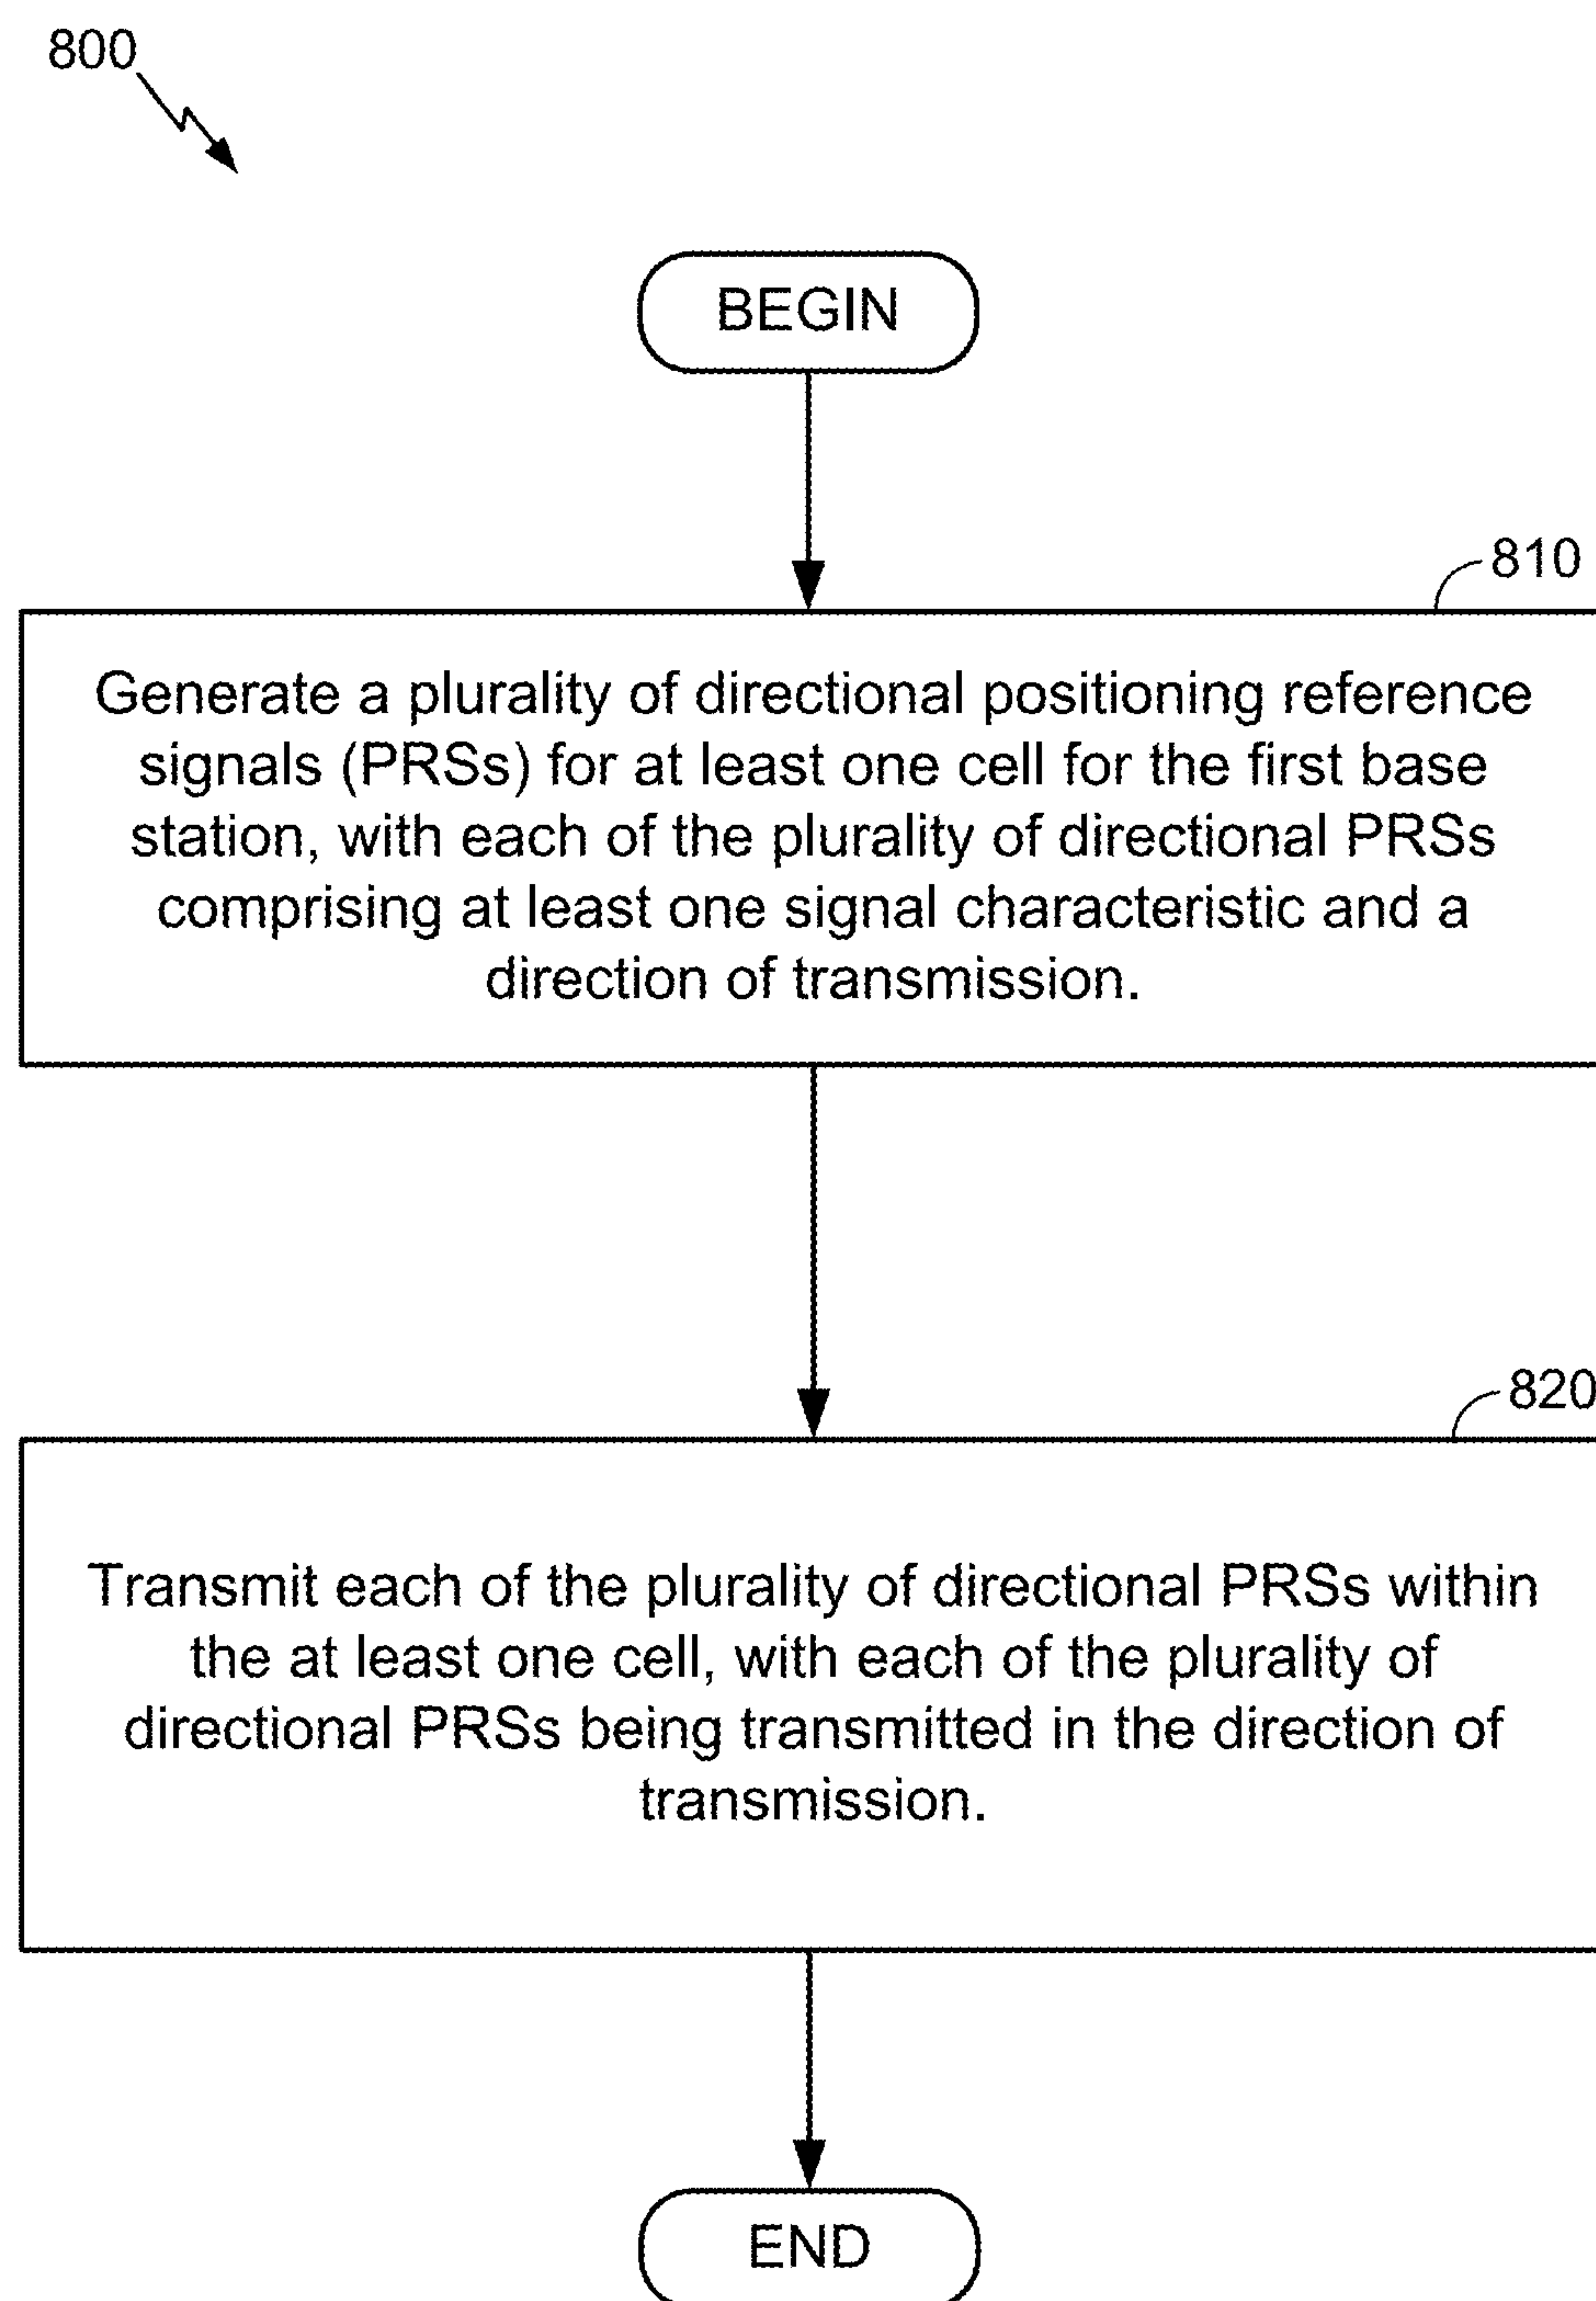 800
BEGIN
810
Generate a plurality of directional positioning reference
signals (PRSs) for at least one cell for the first base
station, with each of the plurality of directional PRSs
comprising at least one signal characteristic and a
direction of transmission.
820
Transmit each of the plurality of directional PRSs within
the at least one cell, with each of the plurality of
directional PRSs being transmitted in the direction of
transmission.
END